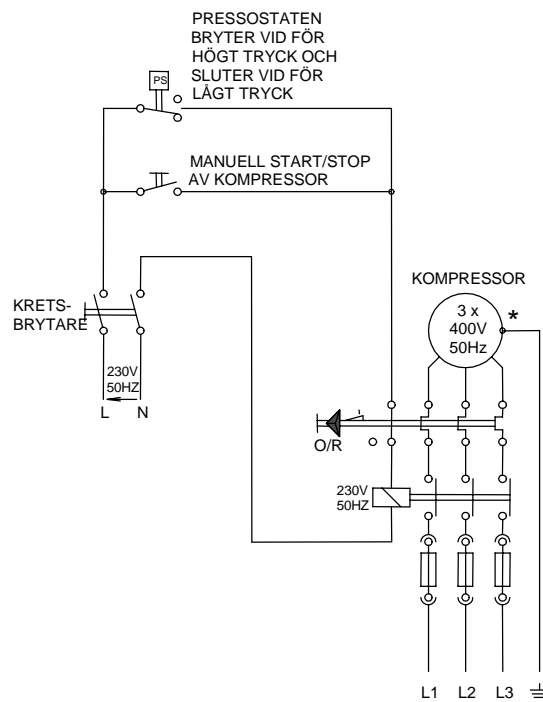 PRESSOSTATEN
BRYTER VID FÖR
HÖGT TRYCK OCH
SLUTER VID FÖR
LÅGT TRYCK
PS
MANUELL START/STOP
AV KOMPRESSOR
KOMPRESSOR
3 x
400V
50Hz
*
KRETS-
BRYTARE
230V
50HZ
L N
O/R
230V
50HZ
L1 L2 L3